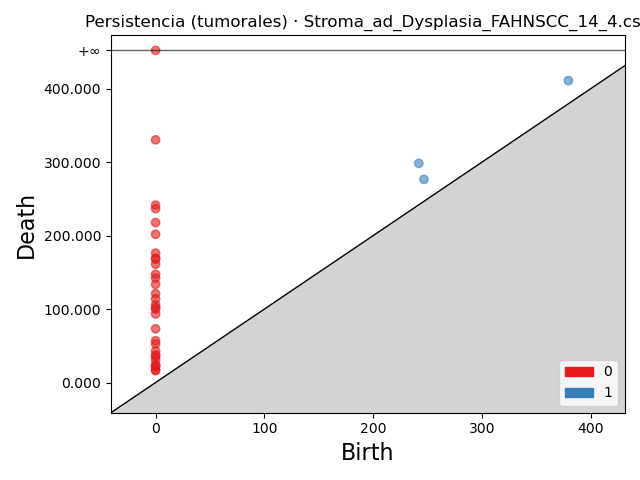 Persistencia (tumorales) · Stroma_ad_Dysplasia_FAHNSCC_14_4.cs
+∞
400.000
300.000
200.000
100.000
0.000
Death
0
1
0 100 200 300 400
Birth